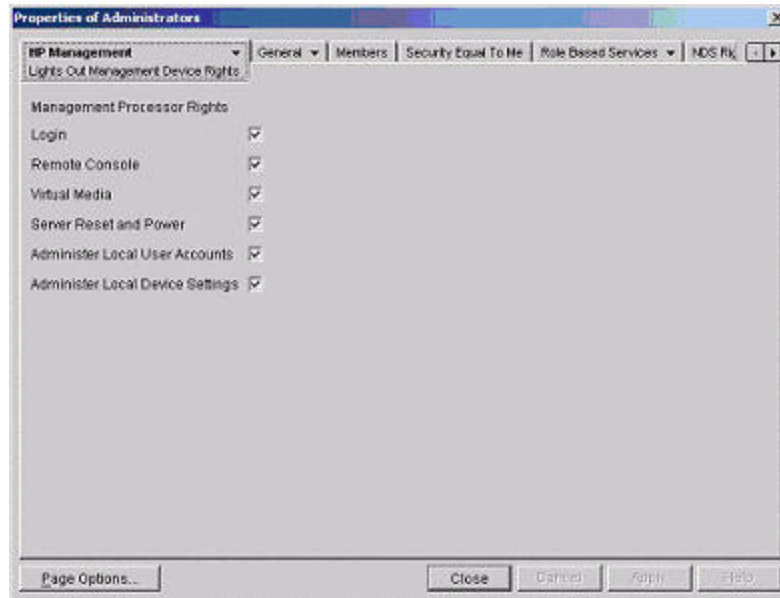 Properties of Administrators
HP Management
General
Members
Security Equal To Me
Role Based Services
NDS
Lights Out Management Device Rights
Management Processor Rights
Login
Remote Console
Virtual Media
Server Reset and Power
Administer Local User Accounts
Administer Local Device Settings
Page Options...
Close
Cancel
Apply
Help